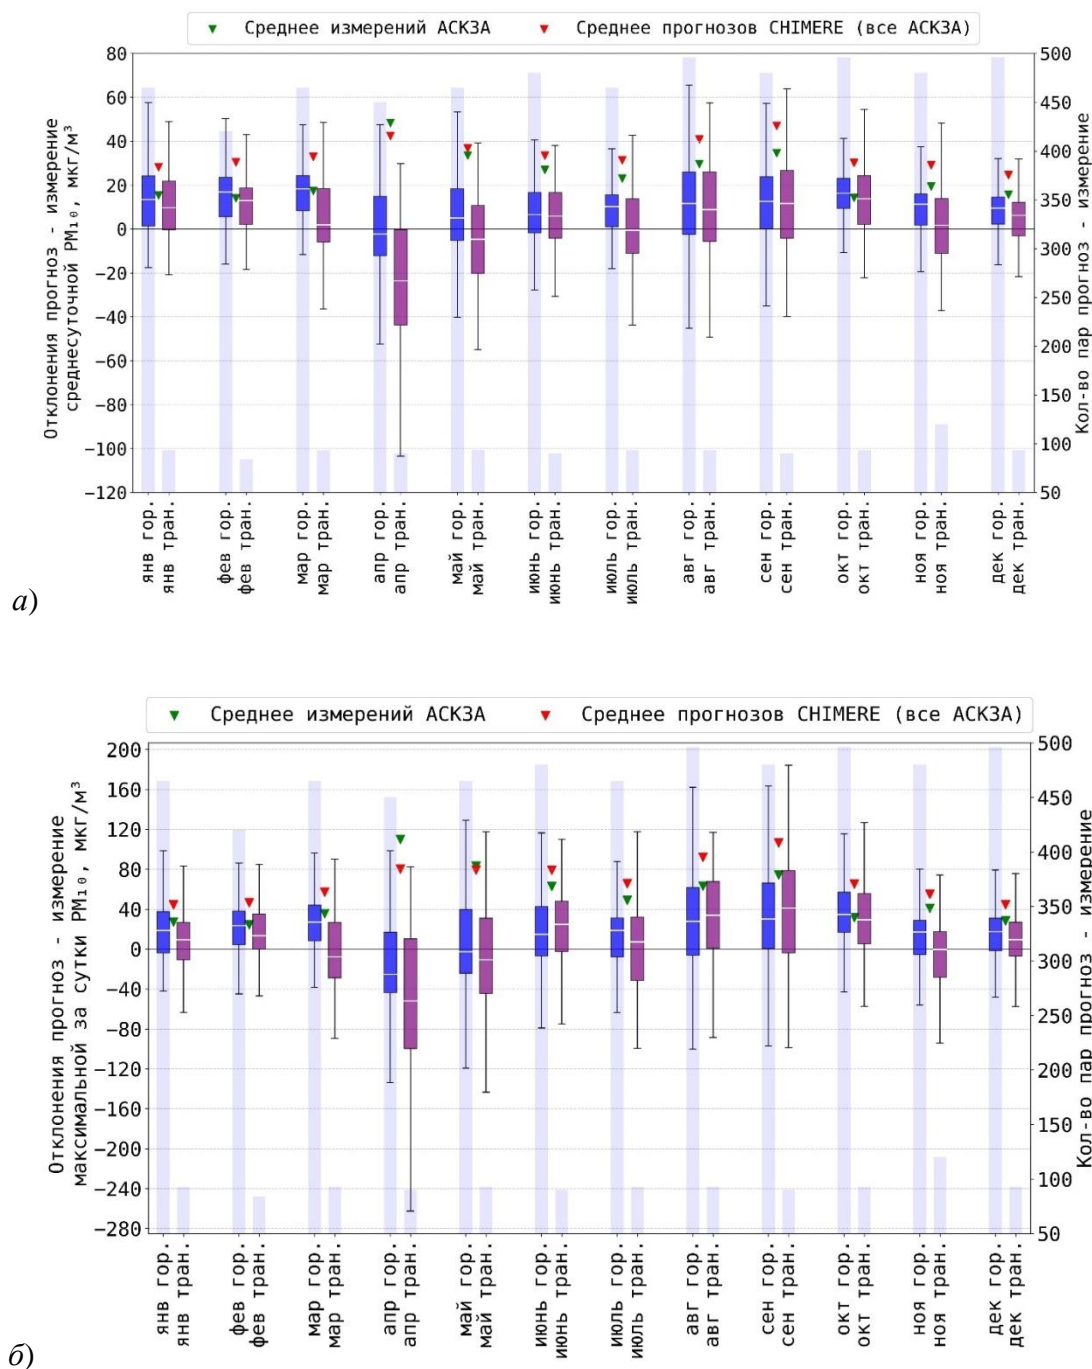 Среднее измерений АСКЗА
Среднее прогнозов CHIMERE (все АСКЗА)
Отклонения прогноз - измерение
среднесуточной PM₁₀, мкг/м³
80
60
40
20
0
−20
−40
−60
−80
−100
−120
500
450
400
350
300
250
200
150
100
50
Кол-во пар прогноз - измерение
янв гор.
янв тран.
фев гор.
фев тран.
мар гор.
мар тран.
апр гор.
апр тран.
май гор.
май тран.
июнь гор.
июнь тран.
июль гор.
июль тран.
авг гор.
авг тран.
сен гор.
сен тран.
окт гор.
окт тран.
ноя гор.
ноя тран.
дек гор.
дек тран.
а)
Среднее измерений АСКЗА
Среднее прогнозов CHIMERE (все АСКЗА)
Отклонения прогноз - измерение
максимальной за сутки PM₁₀, мкг/м³
200
160
120
80
40
0
−40
−80
−120
−160
−200
−240
−280
500
450
400
350
300
250
200
150
100
50
Кол-во пар прогноз - измерение
янв гор.
янв тран.
фев гор.
фев тран.
мар гор.
мар тран.
апр гор.
апр тран.
май гор.
май тран.
июнь гор.
июнь тран.
июль гор.
июль тран.
авг гор.
авг тран.
сен гор.
сен тран.
окт гор.
окт тран.
ноя гор.
ноя тран.
дек гор.
дек тран.
б)